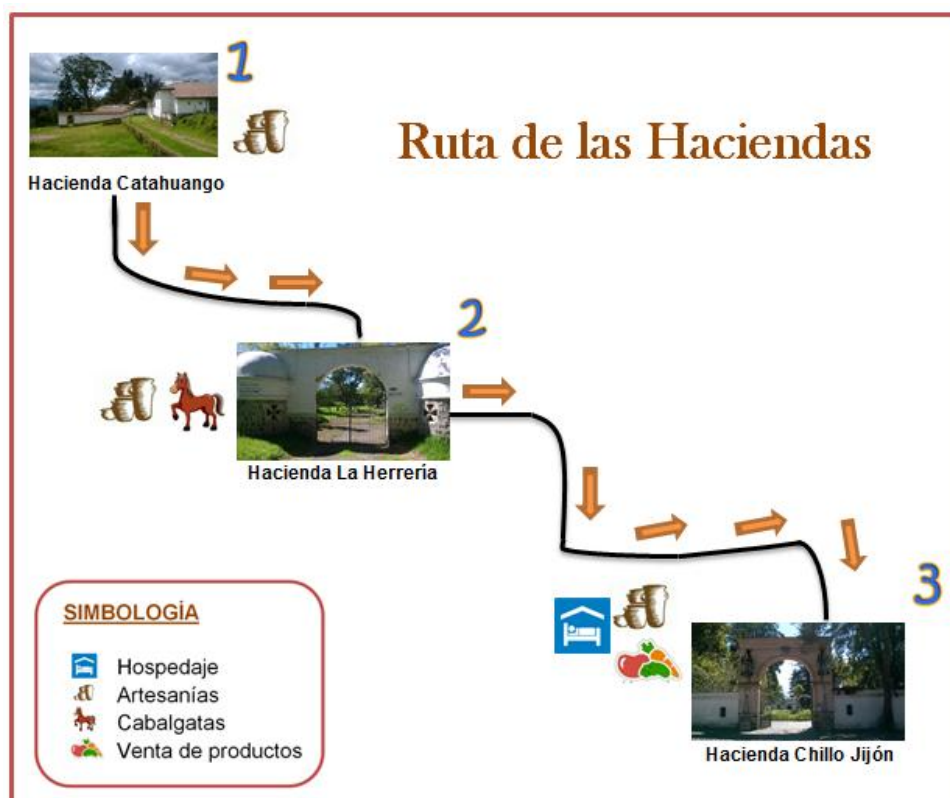 1
Ruta de las Haciendas
Hacienda Catahuango
2
Hacienda La Herrería
3
Hacienda Chillo Jijón
SIMBOLOGÍA
Hospedaje
Artesanías
Cabalgatas
Venta de productos